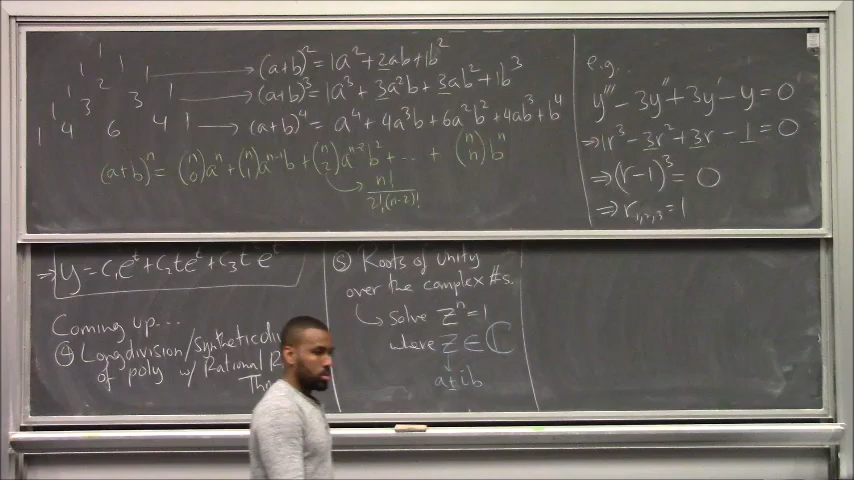 1
1 1
1 2 1 → (a+b)² = 1a² + 2ab + 1b²
1 3 3 1 → (a+b)³ = 1a³ + 3a²b + 3ab² + 1b³
1 4 6 4 1 → (a+b)⁴ = a⁴ + 4a³b + 6a²b² + 4ab³ + b⁴
(a+b)ⁿ = (n 0)aⁿ + (n 1)aⁿ⁻¹b + (n 2)aⁿ⁻²b² + ... + (n n)bⁿ
↪ n!/2!(n-2)!
e.g.
y''' - 3y'' + 3y' - y = 0
⇒ 1r³ - 3r² + 3r - 1 = 0
⇒ (r-1)³ = 0
⇒ r₁,₂,₃ = 1
⇒ y = c₁eᵗ + c₂teᵗ + c₃t²eᵗ
Coming up...
④ Long division/Synthetic div
of poly w/ Rational R
Th
⑤ Roots of Unity
over the complex #s.
↪ solve zⁿ = 1
where z ∈ ℂ
↓
a±ib